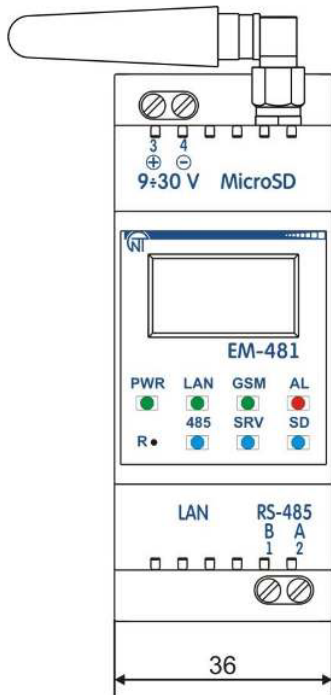 3 4
⊕ ⊖
9÷30 V MicroSD
NT
EM-481
PWR LAN GSM AL
485 SRV SD
R
LAN RS-485
B A
1 2
36